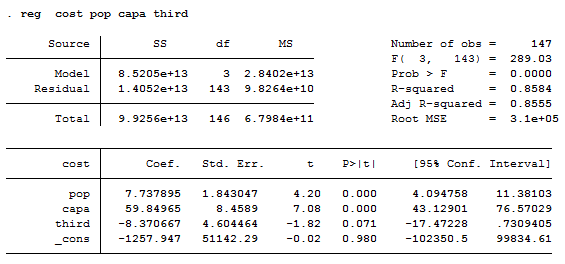 . reg  cost pop capa third
Source | SS df MS Number of obs = 147
F( 3, 143) = 289.03
Model | 8.5205e+13 3 2.8402e+13 Prob > F = 0.0000
Residual | 1.4052e+13 143 9.8264e+10 R-squared = 0.8584
Adj R-squared = 0.8555
Total | 9.9256e+13 146 6.7984e+11 Root MSE = 3.1e+05
cost | Coef. Std. Err. t P>|t| [95% Conf. Interval]
pop | 7.737895 1.843047 4.20 0.000 4.094758 11.38103
capa | 59.84965 8.4589 7.08 0.000 43.12901 76.57029
third | -8.370667 4.604464 -1.82 0.071 -17.47228 .7309405
_cons | -1257.947 51142.29 -0.02 0.980 -102350.5 99834.61